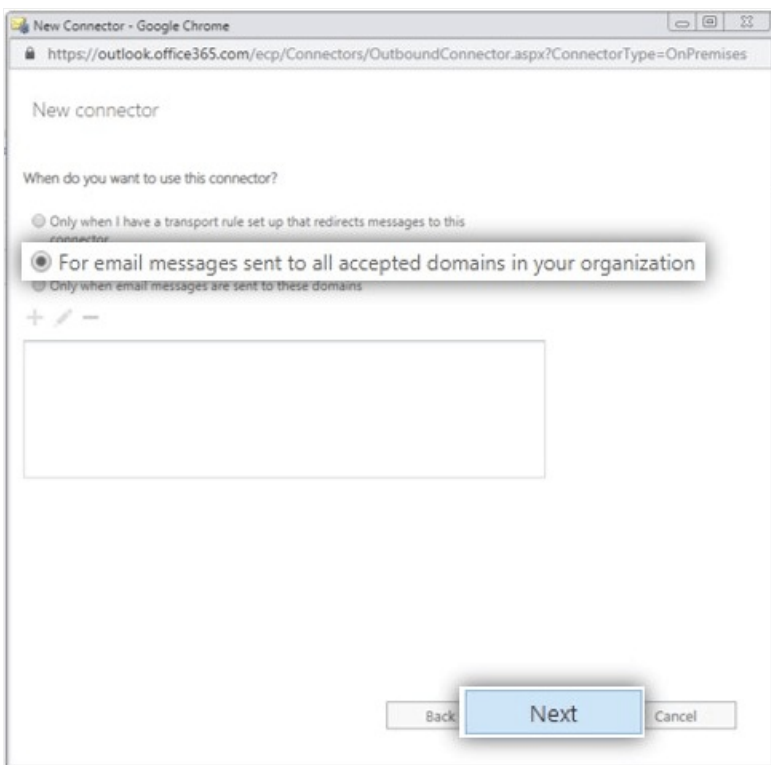 New Connector - Google Chrome
https://outlook.office365.com/ecp/Connectors/OutboundConnector.aspx?ConnectorType=OnPremises
New connector
When do you want to use this connector?
Only when I have a transport rule set up that redirects messages to this
connector
For email messages sent to all accepted domains in your organization
Only when email messages are sent to these domains
Back Next Cancel